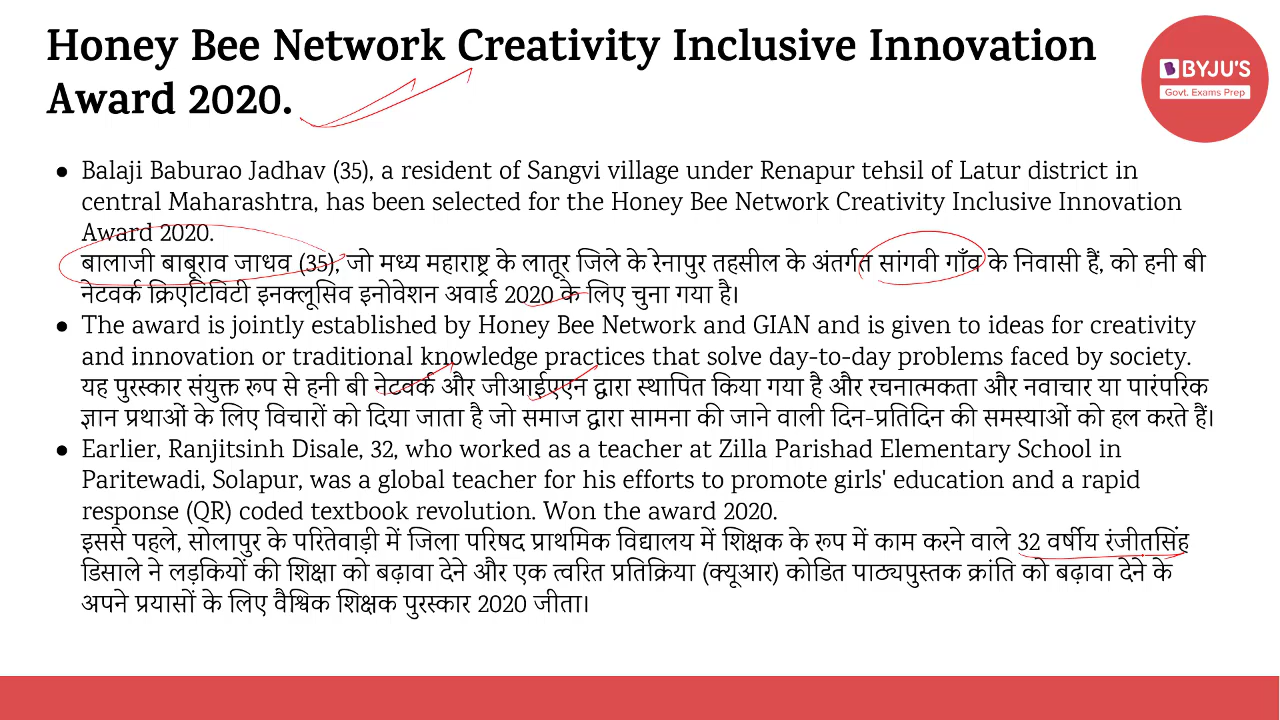 Honey Bee Network Creativity Inclusive Innovation
Award 2020.
BYJU'S
Govt. Exams Prep
● Balaji Baburao Jadhav (35), a resident of Sangvi village under Renapur tehsil of Latur district in
central Maharashtra, has been selected for the Honey Bee Network Creativity Inclusive Innovation
Award 2020.
बालाजी बाबूराव जाधव (35), जो मध्य महाराष्ट्र के लातूर जिले के रेनापुर तहसील के अंतर्गत सांगवी गाँव के निवासी हैं, को हनी बी
नेटवर्क क्रिएटिविटी इनक्लूसिव इनोवेशन अवार्ड 2020 के लिए चुना गया है।
● The award is jointly established by Honey Bee Network and GIAN and is given to ideas for creativity
and innovation or traditional knowledge practices that solve day-to-day problems faced by society.
यह पुरस्कार संयुक्त रूप से हनी बी नेटवर्क और जीआईएएन द्वारा स्थापित किया गया है और रचनात्मकता और नवाचार या पारंपरिक
ज्ञान प्रथाओं के लिए विचारों को दिया जाता है जो समाज द्वारा सामना की जाने वाली दिन-प्रतिदिन की समस्याओं को हल करते हैं।
● Earlier, Ranjitsinh Disale, 32, who worked as a teacher at Zilla Parishad Elementary School in
Paritewadi, Solapur, was a global teacher for his efforts to promote girls' education and a rapid
response (QR) coded textbook revolution. Won the award 2020.
इससे पहले, सोलापुर के परितेवाड़ी में जिला परिषद प्राथमिक विद्यालय में शिक्षक के रूप में काम करने वाले 32 वर्षीय रंजीतसिंह
डिसाले ने लड़कियों की शिक्षा को बढ़ावा देने और एक त्वरित प्रतिक्रिया (क्यूआर) कोडित पाठ्यपुस्तक क्रांति को बढ़ावा देने के
अपने प्रयासों के लिए वैश्विक शिक्षक पुरस्कार 2020 जीता।